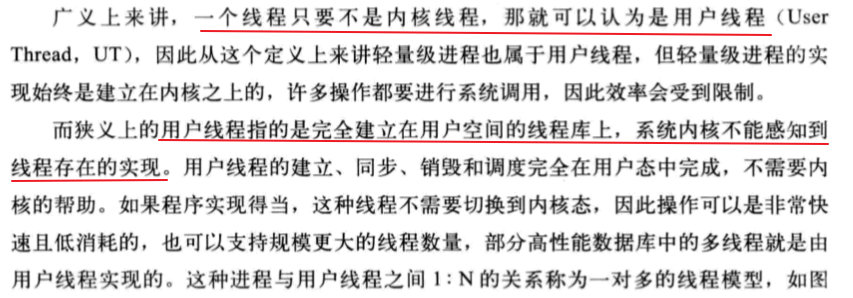 广义上来讲，一个线程只要不是内核线程，那就可以认为是用户线程（User
Thread，UT），因此从这个定义上来讲轻量级进程也属于用户线程，但轻量级进程的实
现始终是建立在内核之上的，许多操作都要进行系统调用，因此效率会受到限制。
而狭义上的用户线程指的是完全建立在用户空间的线程库上，系统内核不能感知到
线程存在的实现。用户线程的建立、同步、销毁和调度完全在用户态中完成，不需要内
核的帮助。如果程序实现得当，这种线程不需要切换到内核态，因此操作可以是非常快
速且低消耗的，也可以支持规模更大的线程数量，部分高性能数据库中的多线程就是由
用户线程实现的。这种进程与用户线程之间 1：N 的关系称为一对多的线程模型，如图